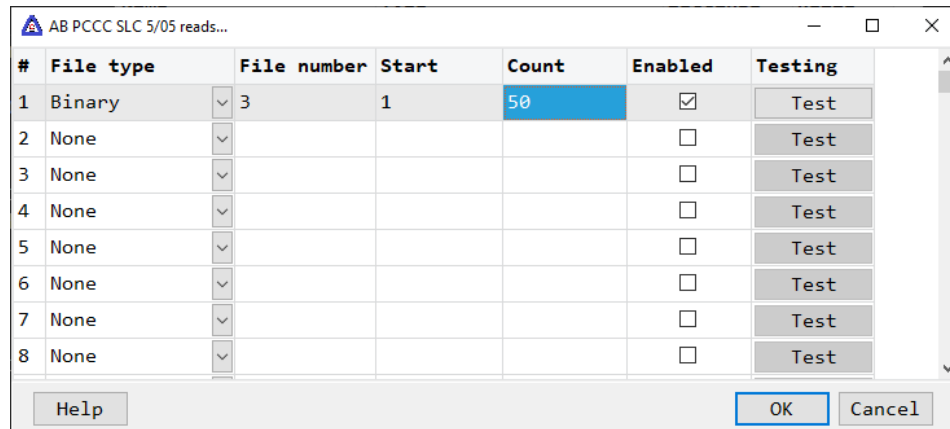 AB PCCC SLC 5/05 reads...
# File type File number Start Count Enabled Testing
1 Binary 3 1 50 Test
2 None Test
3 None Test
4 None Test
5 None Test
6 None Test
7 None Test
8 None Test
Help OK Cancel